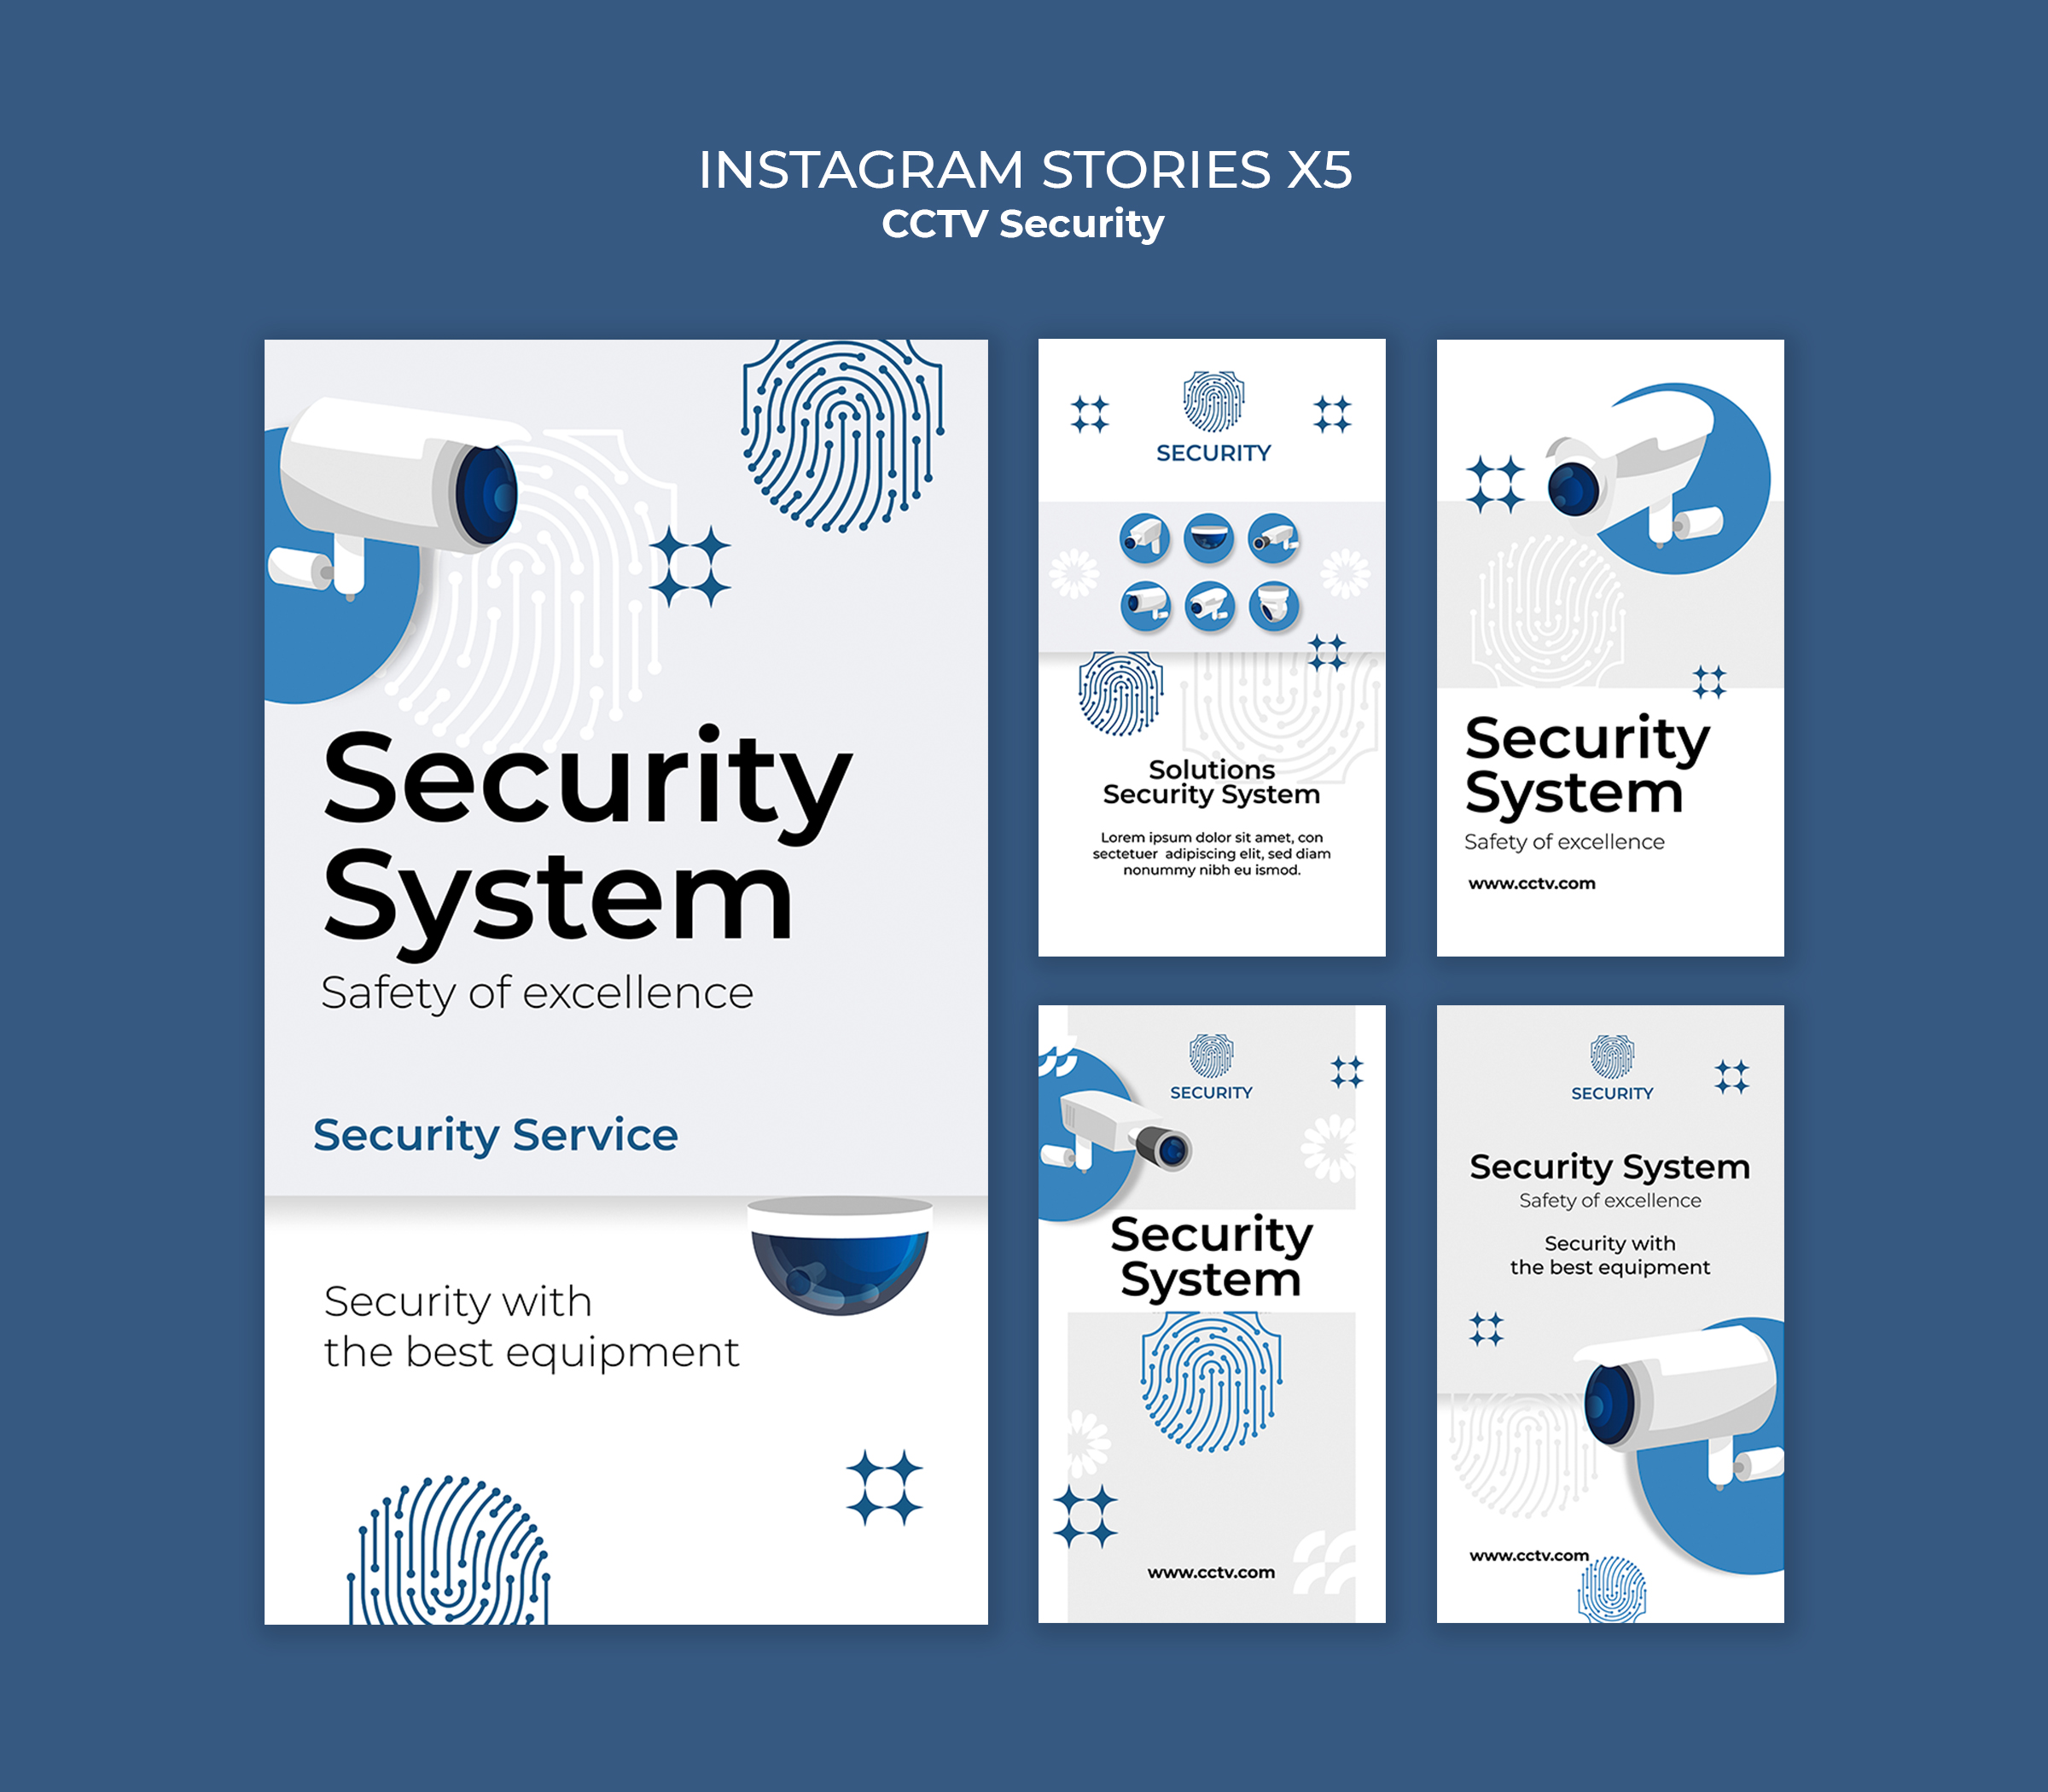 INSTAGRAM STORIES X5
CCTV Security
Security
System
Safety of excellence
Security Service
Security with
the best equipment
SECURITY
Solutions
Security System
Lorem ipsum dolor sit amet, con
sectetuer adipiscing elit, sed diam
nonummy nibh eu ismod.
Security
System
Safety of excellence
www.cctv.com
SECURITY
Security
System
www.cctv.com
SECURITY
Security System
Safety of excellence
Security with
the best equipment
www.cctv.com